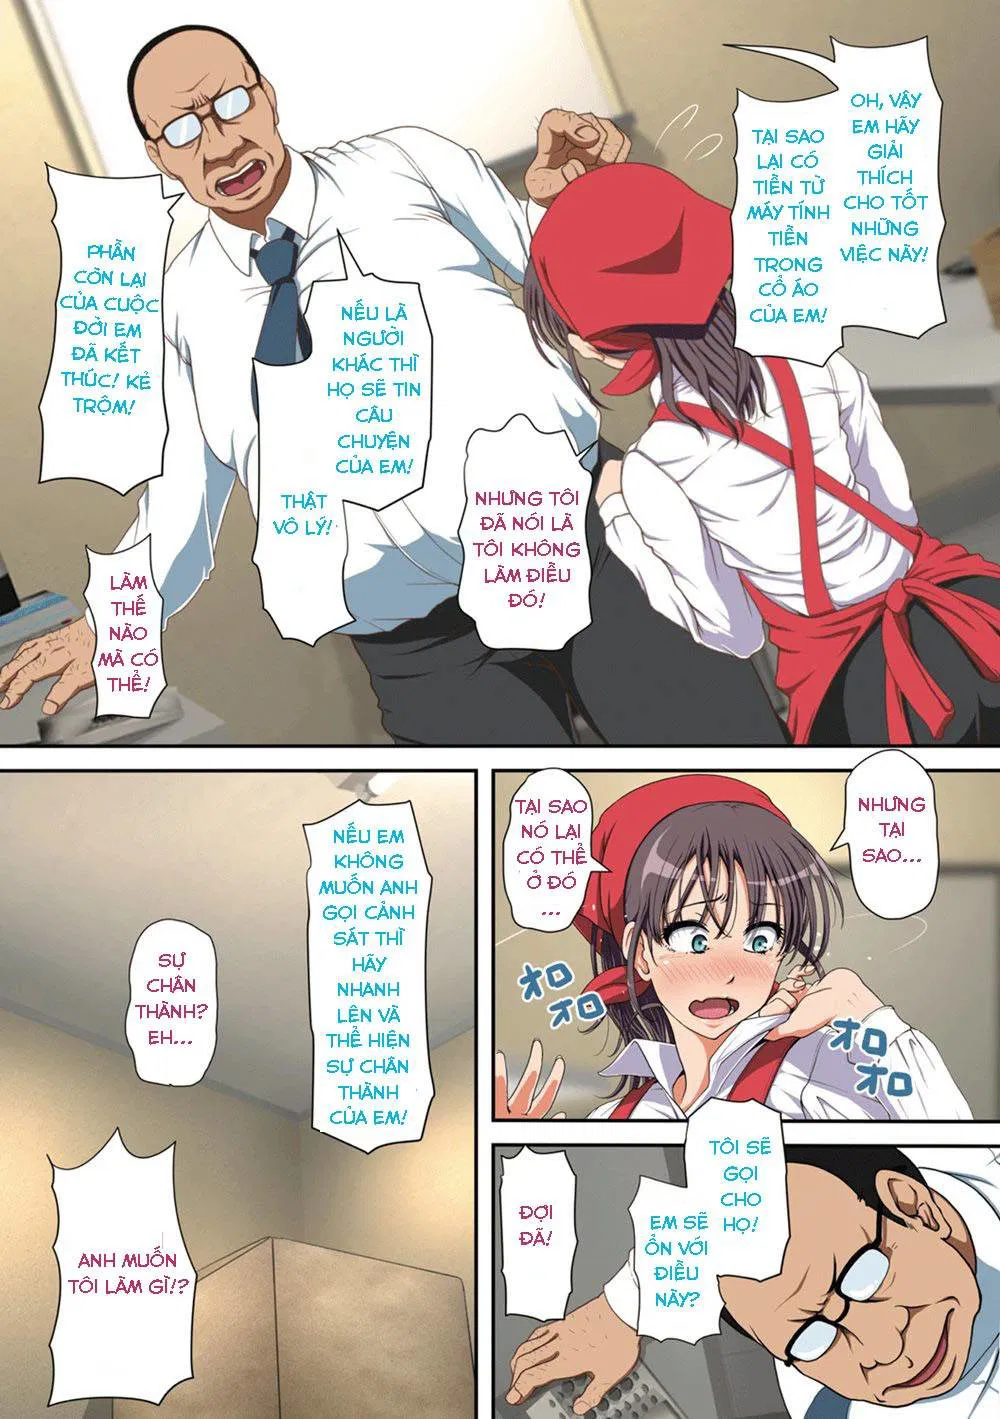 OH, VẬY
EM HÃY
GIẢI
THÍCH
CHO TỐT
NHỮNG
VIỆC NÀY!
TẠI SAO
LẠI CÓ
TIỀN TỪ
MÁY TÍNH
TIỀN
TRONG
CỔ ÁO
CỦA EM!
NHƯNG TÔI
ĐÃ NÓI LÀ
TÔI KHÔNG
LÀM ĐIỀU
ĐÓ!
NẾU LÀ
NGƯỜI
KHÁC THÌ
HỌ SẼ TIN
CÂU
CHUYỆN
CỦA EM!
THẬT
VÔ LÝ!
PHẦN
CÒN LẠI
CỦA CUỘC
ĐỜI EM
ĐÃ KẾT
THÚC! KẺ
TRỘM!
LÀM
THẾ
NÀO
MÀ CÓ
THỂ!
NHƯNG
TẠI
SAO...
TẠI SAO
NÓ LẠI
CÓ THỂ
Ở ĐÓ
...
オロ
オロ
オロ
オロ
TÔI SẼ
GỌI
CHO
HỌ!
EM SẼ
ỔN VỚI
ĐIỀU
NÀY?
ĐỢI
ĐÃ!
NẾU EM
KHÔNG
MUỐN ANH
GỌI CẢNH
SÁT THÌ
HÃY
NHANH
LÊN VÀ
THỂ HIỆN
SỰ CHÂN
THÀNH
CỦA EM!
SỰ
CHÂN
THÀNH?
EH...
ANH MUỐN
TÔI LÀM GÌ!?